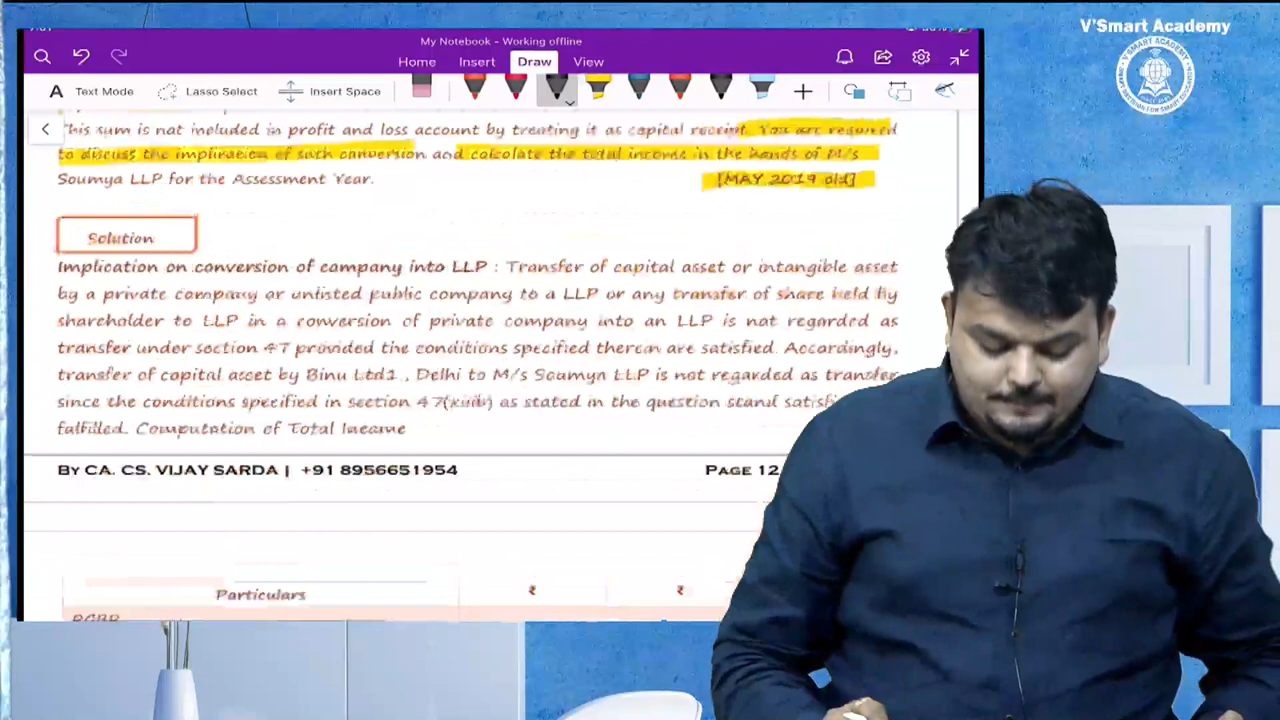 V'Smart Academy
My Notebook - Working offline
Home Insert Draw View
Text Mode Lasso Select Insert Space
This sum is not included in profit and loss account by treating it as capital receipt. You are required
to discuss the implication of such conversion and calculate the total income in the hands of M/s
Soumya LLP for the Assessment Year. [MAY 2019 old]
Solution
Implication on conversion of company into LLP : Transfer of capital asset or intangible asset
by a private company or unlisted public company to a LLP or any transfer of share held by
shareholder to LLP in a conversion of private company into an LLP is not regarded as
transfer under section 47 provided the conditions specified therein are satisfied. Accordingly,
transfer of capital asset by Binu Ltd1 , Delhi to M/s Soumya LLP is not regarded as transfer
since the conditions specified in section as stated in the question stand
fulfilled. Computation of Total Income
BY CA. CS. VIJAY SARDA | +91 8956651954 PAGE 12
Particulars ₹ ₹
PGBP